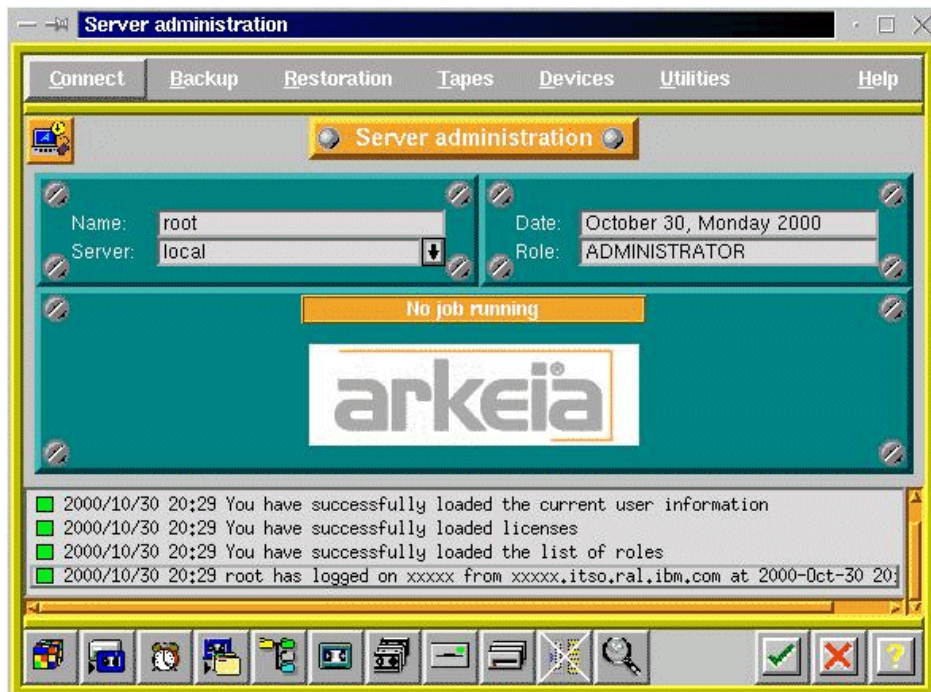 Server administration
Connect Backup Restoration Tapes Devices Utilities Help
Server administration
Name: root
Server: local
Date: October 30, Monday 2000
Role: ADMINISTRATOR
No job running
arkeia
2000/10/30 20:29 You have successfully loaded the current user information
2000/10/30 20:29 You have successfully loaded licenses
2000/10/30 20:29 You have successfully loaded the list of roles
2000/10/30 20:29 root has logged on xxxxx from xxxxx.itso.ral.ibm.com at 2000-Oct-30 20: